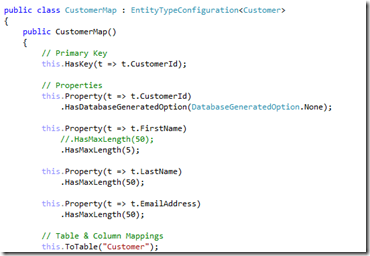 public class CustomerMap : EntityTypeConfiguration<Customer>
{
    public CustomerMap()
    {
        // Primary Key
        this.HasKey(t => t.CustomerId);

        // Properties
        this.Property(t => t.CustomerId)
            .HasDatabaseGeneratedOption(DatabaseGeneratedOption.None);

        this.Property(t => t.FirstName)
            //.HasMaxLength(50);
            .HasMaxLength(5);

        this.Property(t => t.LastName)
            .HasMaxLength(50);

        this.Property(t => t.EmailAddress)
            .HasMaxLength(50);

        // Table & Column Mappings
        this.ToTable("Customer");